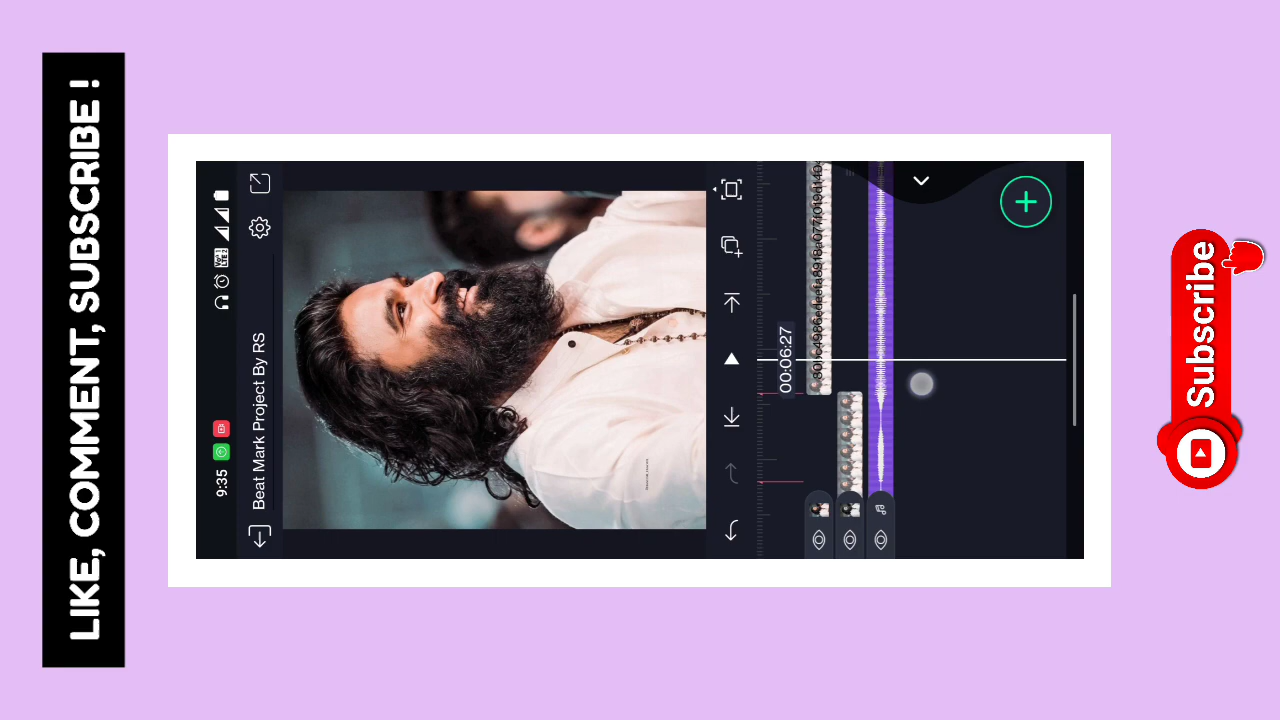 LIKE, COMMENT, SUBSCRIBE !
9:35
Beat Mark Project By RS
00:06:27
Subscribe